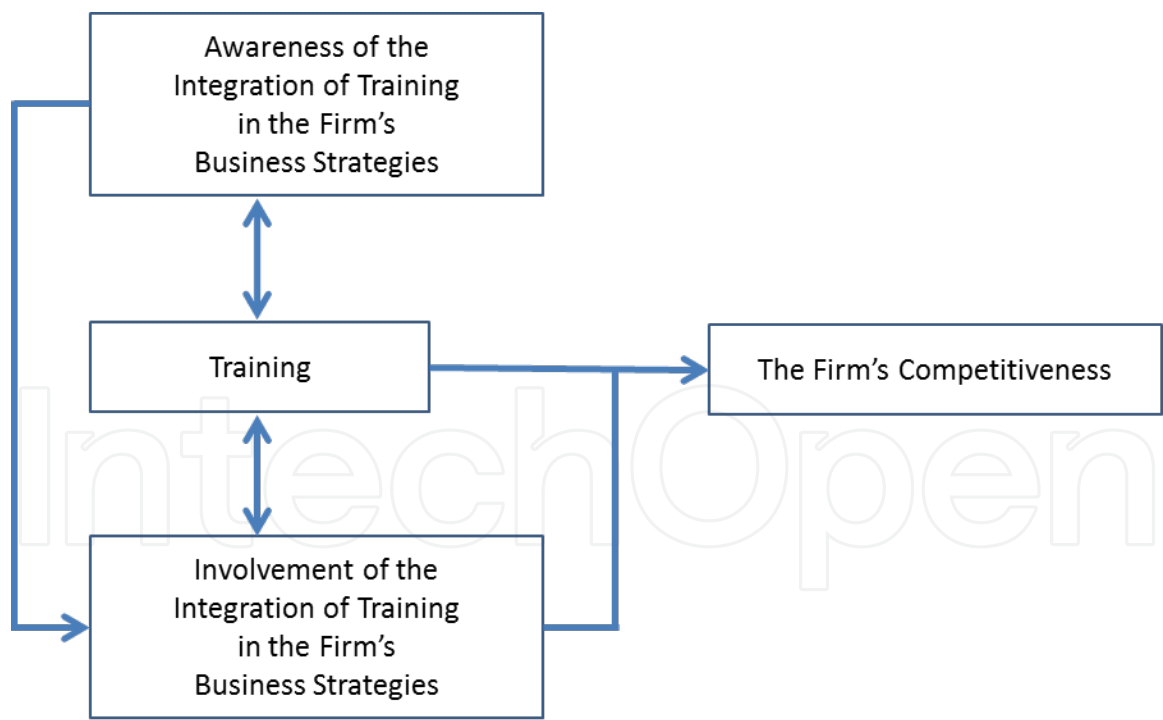 Awareness of the
Integration of Training
in the Firm's
Business Strategies
Training
The Firm's Competitiveness
IntechOpen
Involvement of the
Integration of Training
in the Firm's
Business Strategies